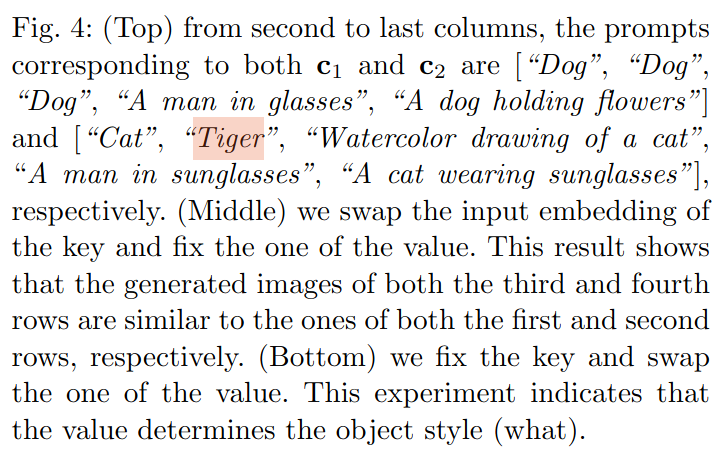 Fig. 4: (Top) from second to last columns, the prompts
corresponding to both c1 and c2 are [“Dog”, “Dog”,
“Dog”, “A man in glasses”, “A dog holding flowers”]
and [“Cat”, “Tiger”, “Watercolor drawing of a cat”,
“A man in sunglasses”, “A cat wearing sunglasses”],
respectively. (Middle) we swap the input embedding of
the key and fix the one of the value. This result shows
that the generated images of both the third and fourth
rows are similar to the ones of both the first and second
rows, respectively. (Bottom) we fix the key and swap
the one of the value. This experiment indicates that
the value determines the object style (what).